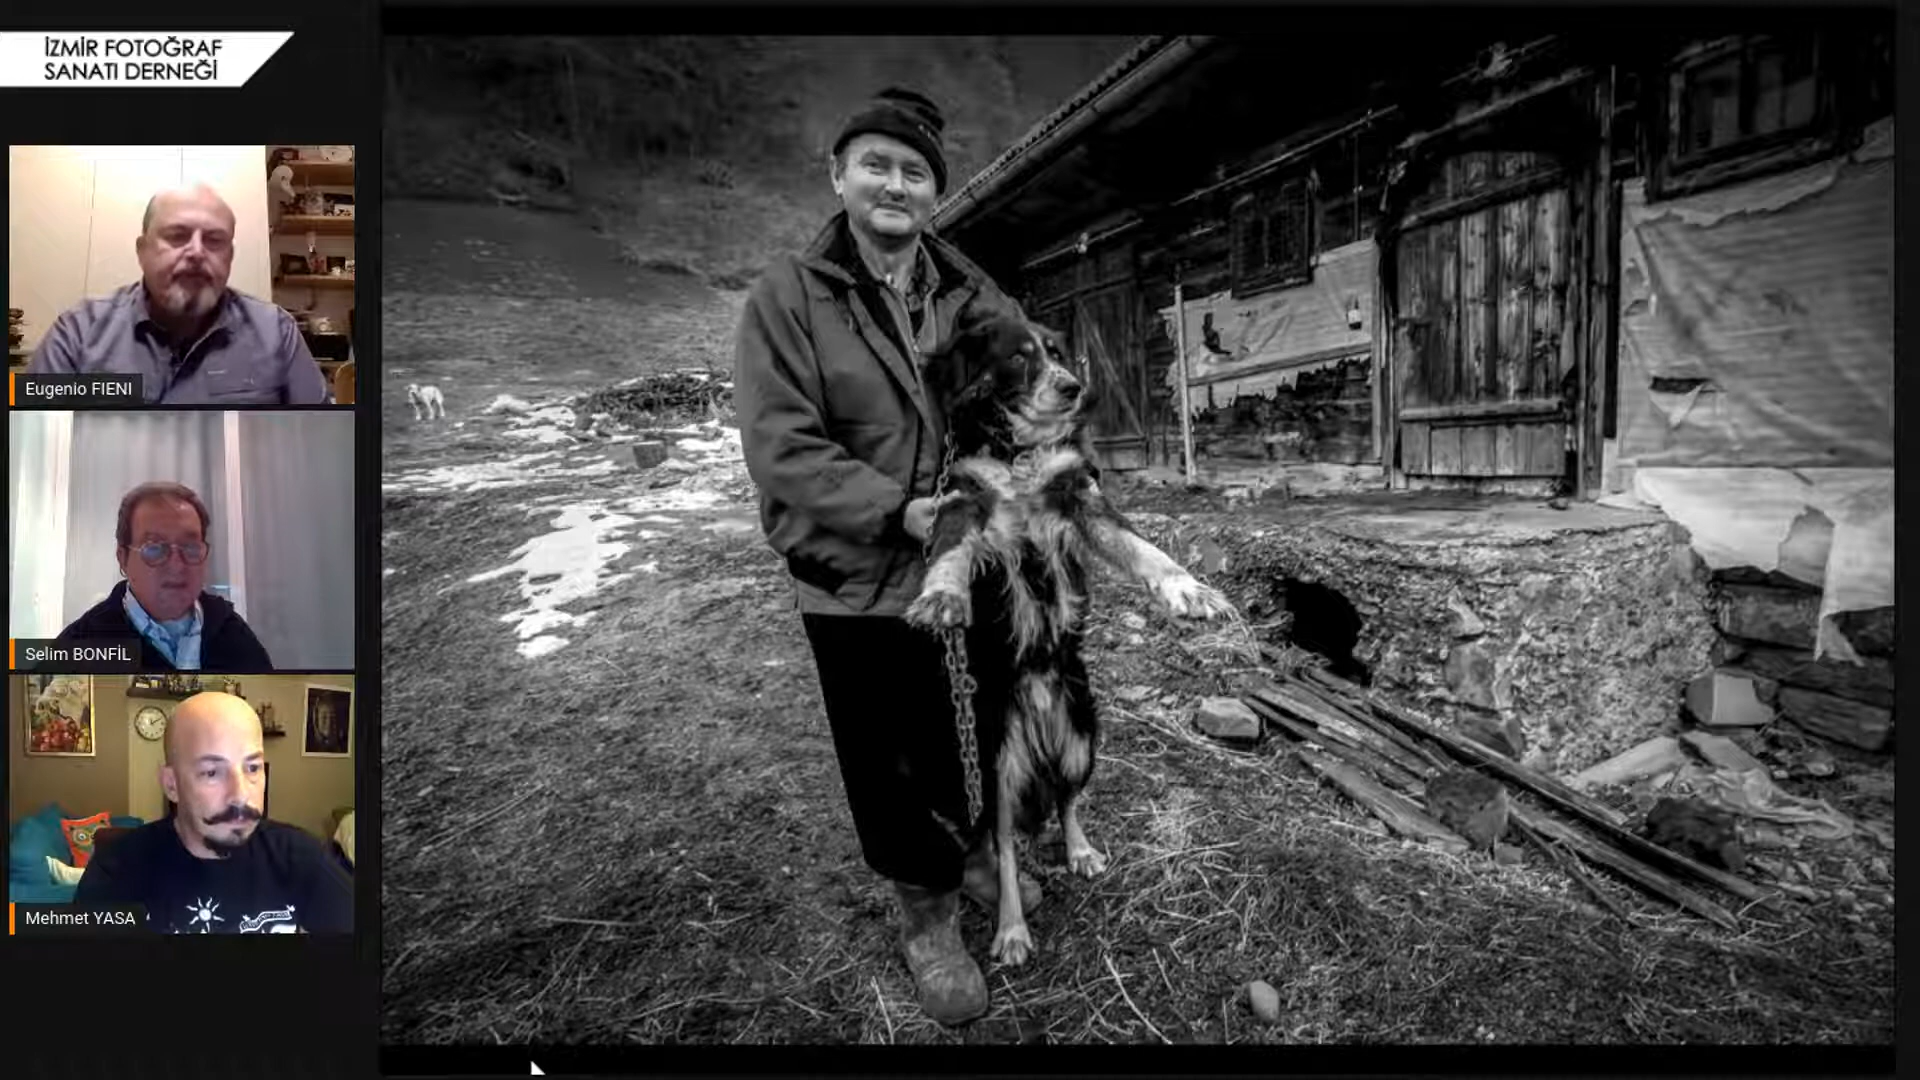 İZMİR FOTOĞRAF
SANATI DERNEĞİ
Eugenio FIENI
Selim BONFİL
Mehmet YASA